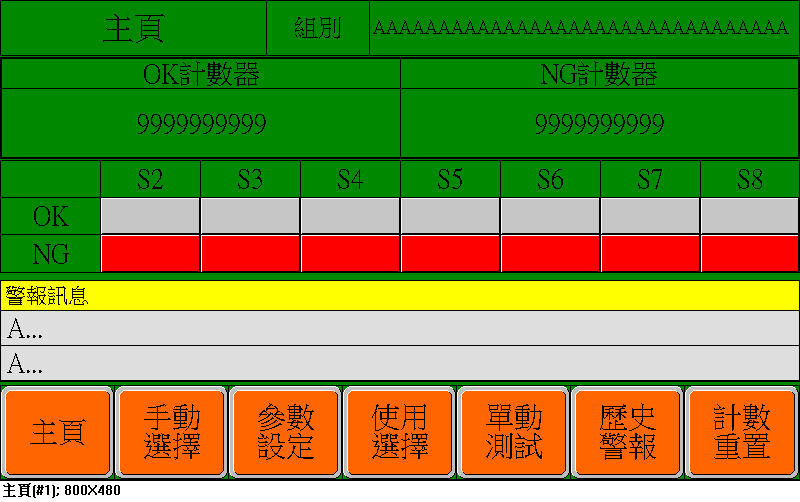 主頁 組別 AAAAAAAAAAAAAAAAAAAAAAAAAAAAAAAA
OK計數器 NG計數器
9999999999 9999999999
S2 S3 S4 S5 S6 S7 S8
OK
NG
警報訊息
A...
A...
主頁 手動 參數 使用 單動 歷史 計數
選擇 設定 選擇 測試 警報 重置
主頁(#1); 800X480